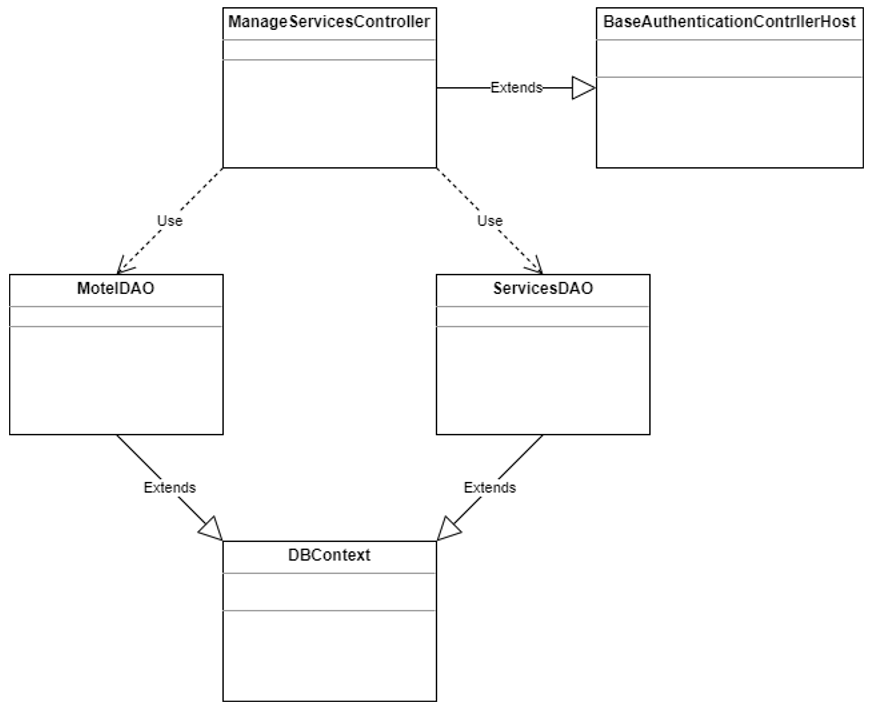 ManageServicesController
BaseAuthenticationContrllerHost
Extends
Use
Use
MotelDAO
ServicesDAO
Extends
Extends
DBContext